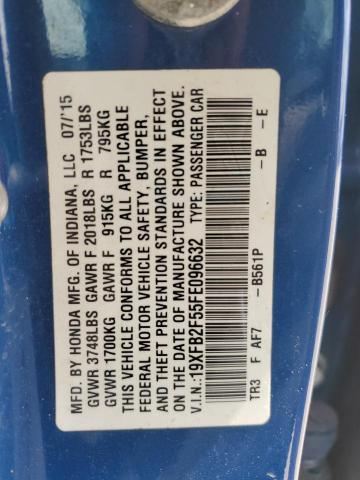 MFD. BY HONDA MFG. OF INDIANA, LLC 07/15
GVWR 3748LBS GAWR F 2018LBS R 1753LBS
GVWR 1700KG GAWR F 915KG R 795KG
THIS VEHICLE CONFORMS TO ALL APPLICABLE
FEDERAL MOTOR VEHICLE SAFETY, BUMPER,
AND THEFT PREVENTION STANDARDS IN EFFECT
ON THE DATE OF MANUFACTURE SHOWN ABOVE.
V.I.N.:19XFB2F55FE096632 TYPE: PASSENGER CAR
TR3 F AF7 -B561P -B -E